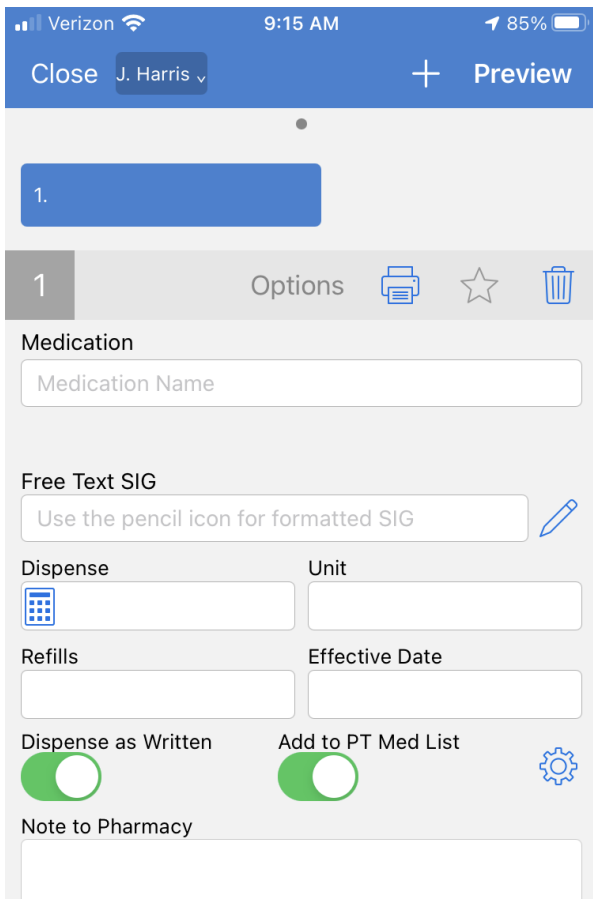 Verizon 9:15 AM 85%
Close J. Harris + Preview
1.
1 Options
Medication
Medication Name
Free Text SIG
Use the pencil icon for formatted SIG
Dispense Unit
Refills Effective Date
Dispense as Written Add to PT Med List
Note to Pharmacy